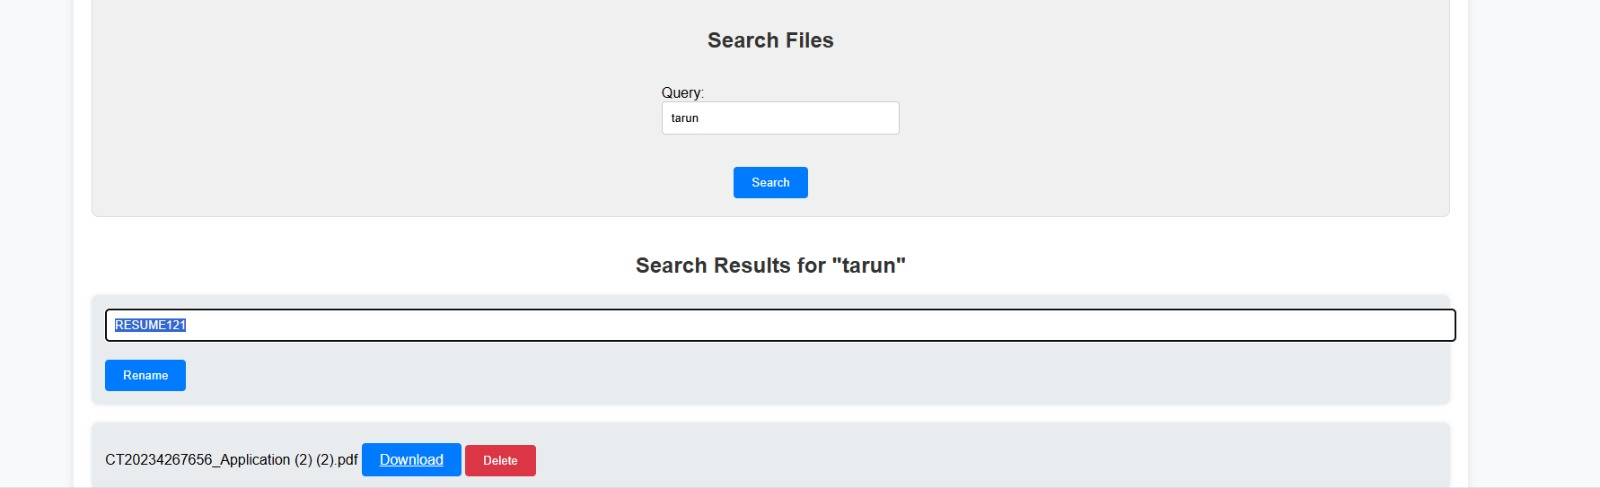 Search Files
Query:
tarun
Search
Search Results for "tarun"
RESUME121
Rename
CT20234267656_Application (2) (2).pdf Download Delete